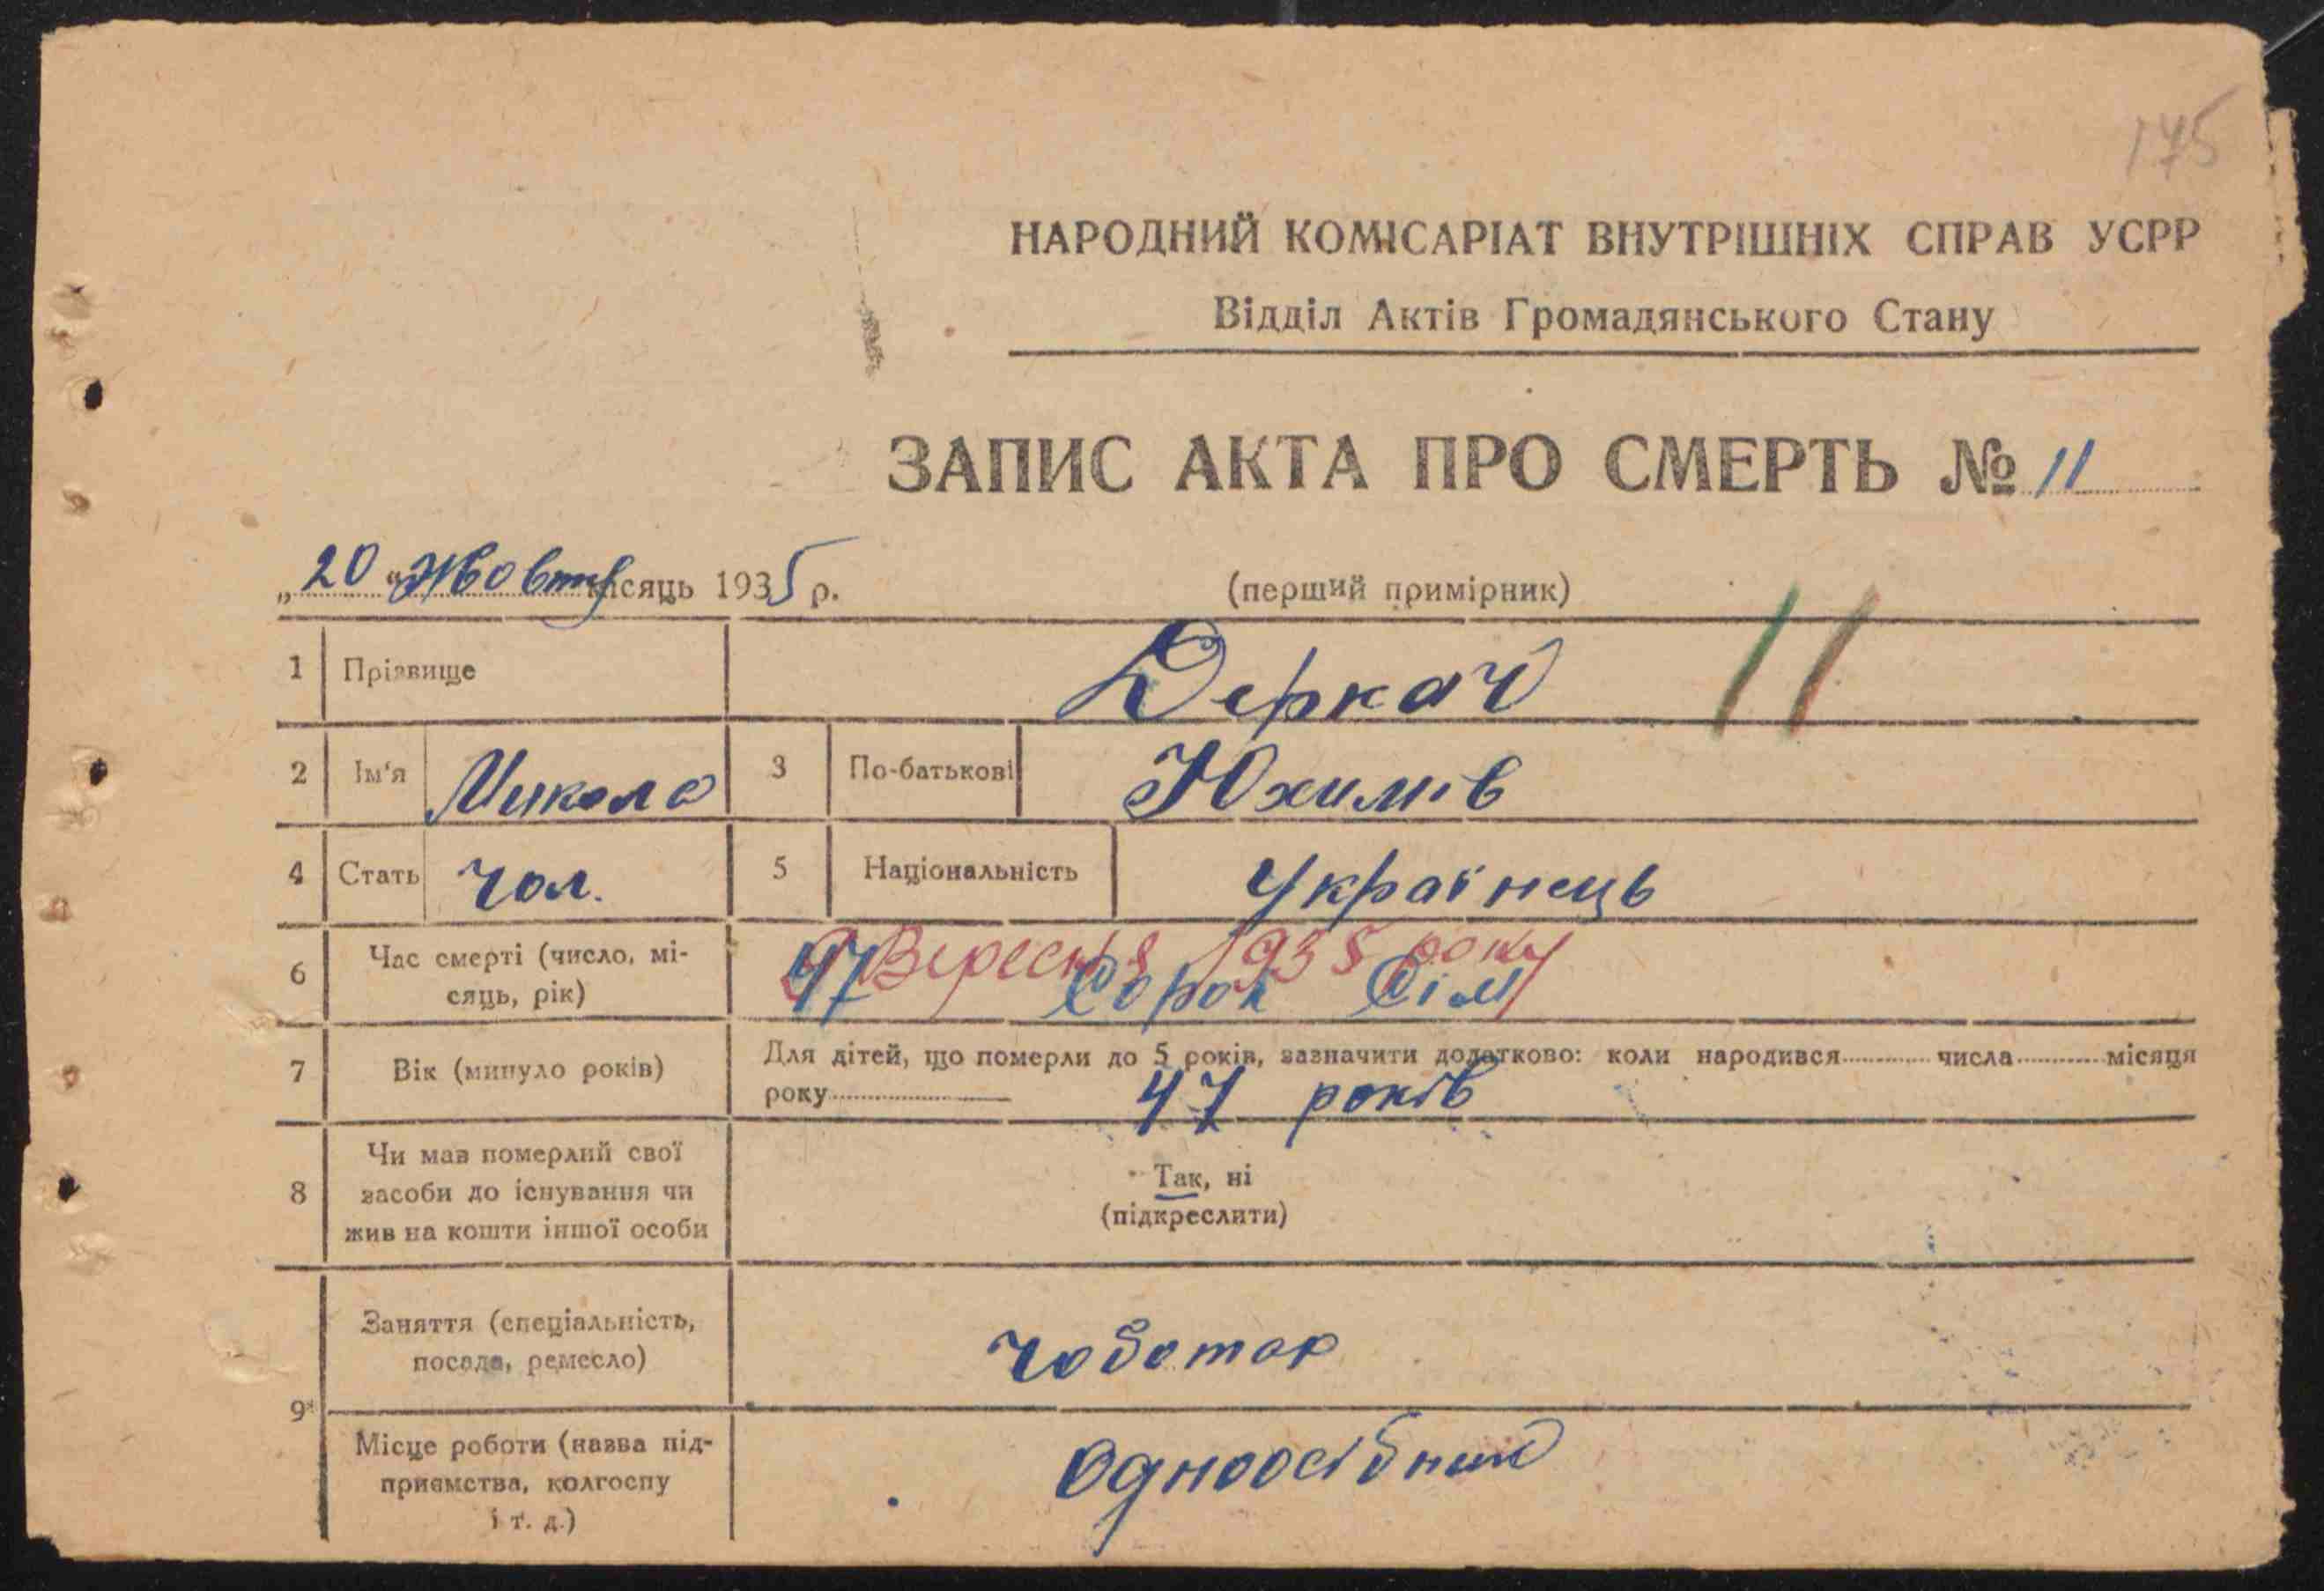 175
НАРОДНИЙ КОМІСАРІАТ ВНУТРІШНІХ СПРАВ УСРР
Відділ Актів Громадянського Стану
ЗАПИС АКТА ПРО СМЕРТЬ № 11
„20“ Жовтня місяць 1935 р.
(перший примірник)
1 Прізвище Деркач 11
2 Ім'я Микола 3 По-батькові Юхимів
4 Стать чол. 5 Національність Українець
6 Час смерті (число, мі-
сяць, рік)
Вересня 1935 року
47 Сорок Сім
7 Вік (минуло років)
Для дітей, що померли до 5 років, зазначити додатково: коли народився числа місяця
року 47 років
8 Чи мав померлий свої
засоби до існування чи
жив на кошти іншої особи
Так, ні
(підкреслити)
9* Заняття (спеціальність,
посада, ремесло)
чоботар
Місце роботи (назва під-
приємства, колгоспу
і т. д.)
Одноосібник